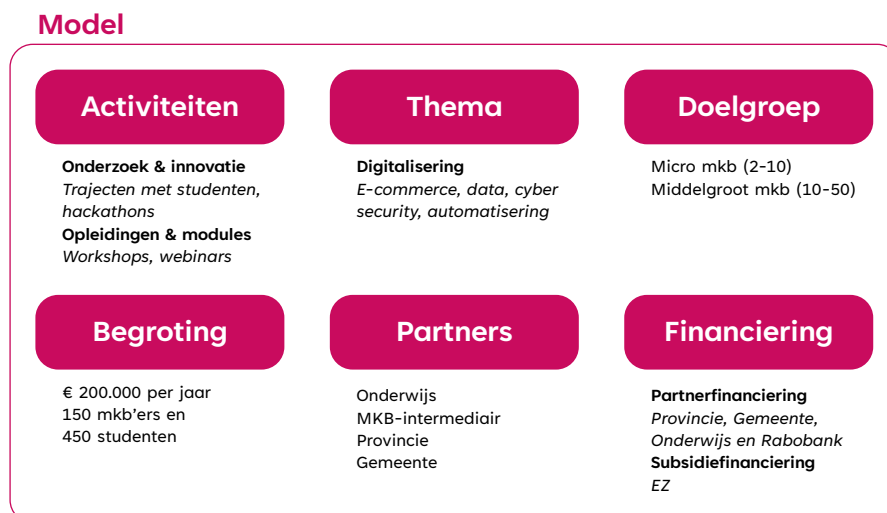 Model
Activiteiten
Onderzoek & innovatie
Trajecten met studenten,
hackathons
Opleidingen & modules
Workshops, webinars
Thema
Digitalisering
E-commerce, data, cyber
security, automatisering
Doelgroep
Micro mkb (2-10)
Middelgroot mkb (10-50)
Begroting
€ 200.000 per jaar
150 mkb’ers en
450 studenten
Partners
Onderwijs
MKB-intermediair
Provincie
Gemeente
Financiering
Partnerfinanciering
Provincie, Gemeente,
Onderwijs en Rabobank
Subsidiefinanciering
EZ